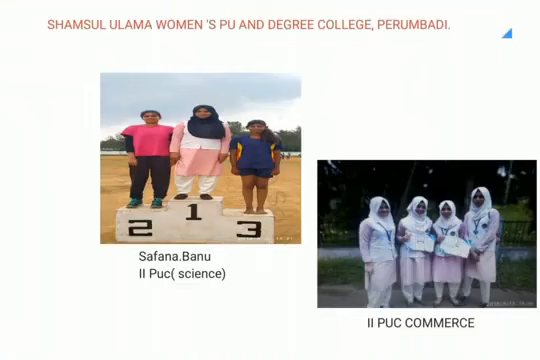 SHAMSUL ULAMA WOMEN 'S PU AND DEGREE COLLEGE, PERUMBADI.
2
1
3
Safana.Banu
II Puc( science)
II PUC COMMERCE